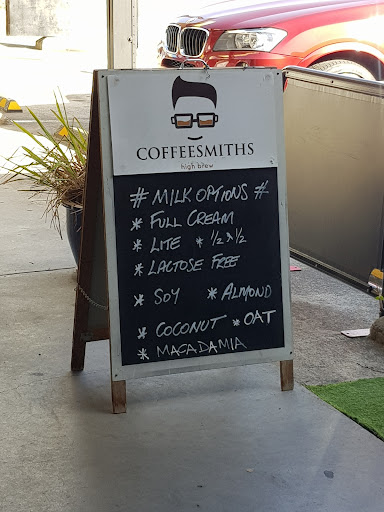 COFFEESMITHS
high brew
# MILK OPTIONS #
* FULL CREAM
* LITE * ½ x ½
* LACTOSE FREE
* SOY * ALMOND
* COCONUT * OAT
* MACADAMIA